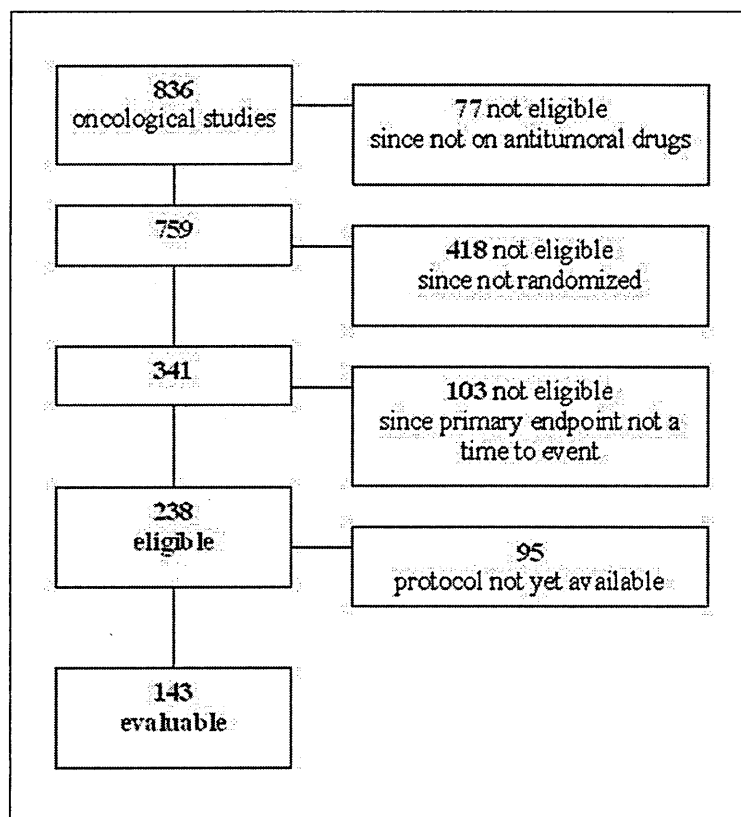 836
oncological studies
77 not eligible
since not on antitumoral drugs
759
418 not eligible
since not randomized
341
103 not eligible
since primary endpoint not a
time to event
238
eligible
95
protocol not yet available
143
evaluable